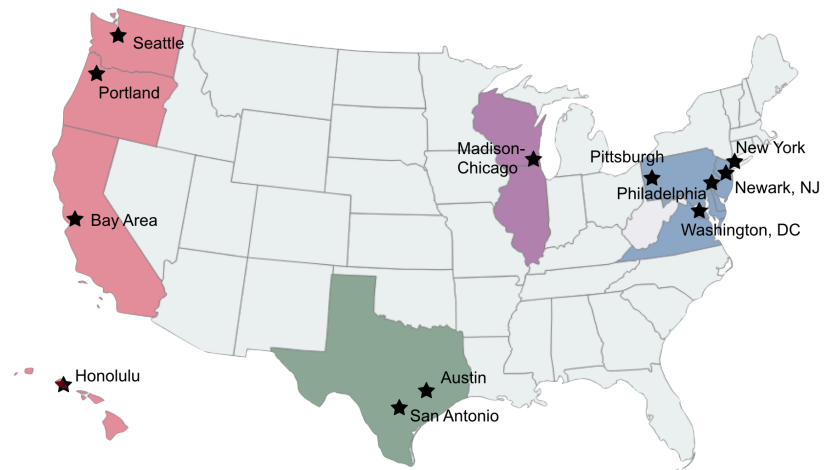 Seattle
Portland
Madison-
Chicago
New York
Pittsburgh
Newark, NJ
Philadelphia
Bay Area
Washington, DC
Honolulu
Austin
San Antonio